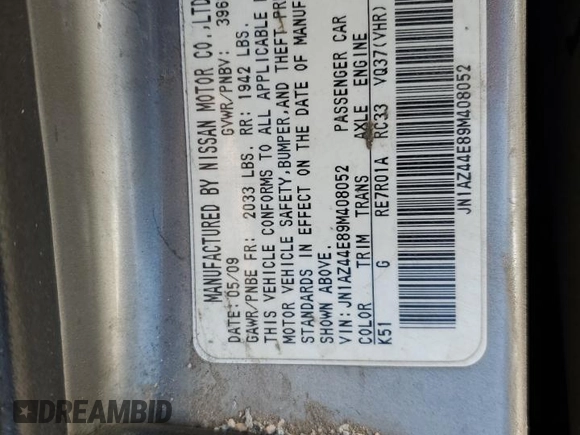 MANUFACTURED BY NISSAN MOTOR CO.,LTD
DATE: 05/09 GVWR/PNBV: 396
GAWR/PNBE FR: 2033 LBS. RR: 1942 LBS.
THIS VEHICLE CONFORMS TO ALL APPLICABLE
MOTOR VEHICLE SAFETY,BUMPER,AND THEFT PR
STANDARDS IN EFFECT ON THE DATE OF MANUF
SHOWN ABOVE.
VIN: JN1AZ44E89M408052 PASSENGER CAR
COLOR TRIM TRANS AXLE ENGINE
K51 G RE7R01A RC33 VQ37(VHR)
JN1AZ44E89M408052
DREAMBID